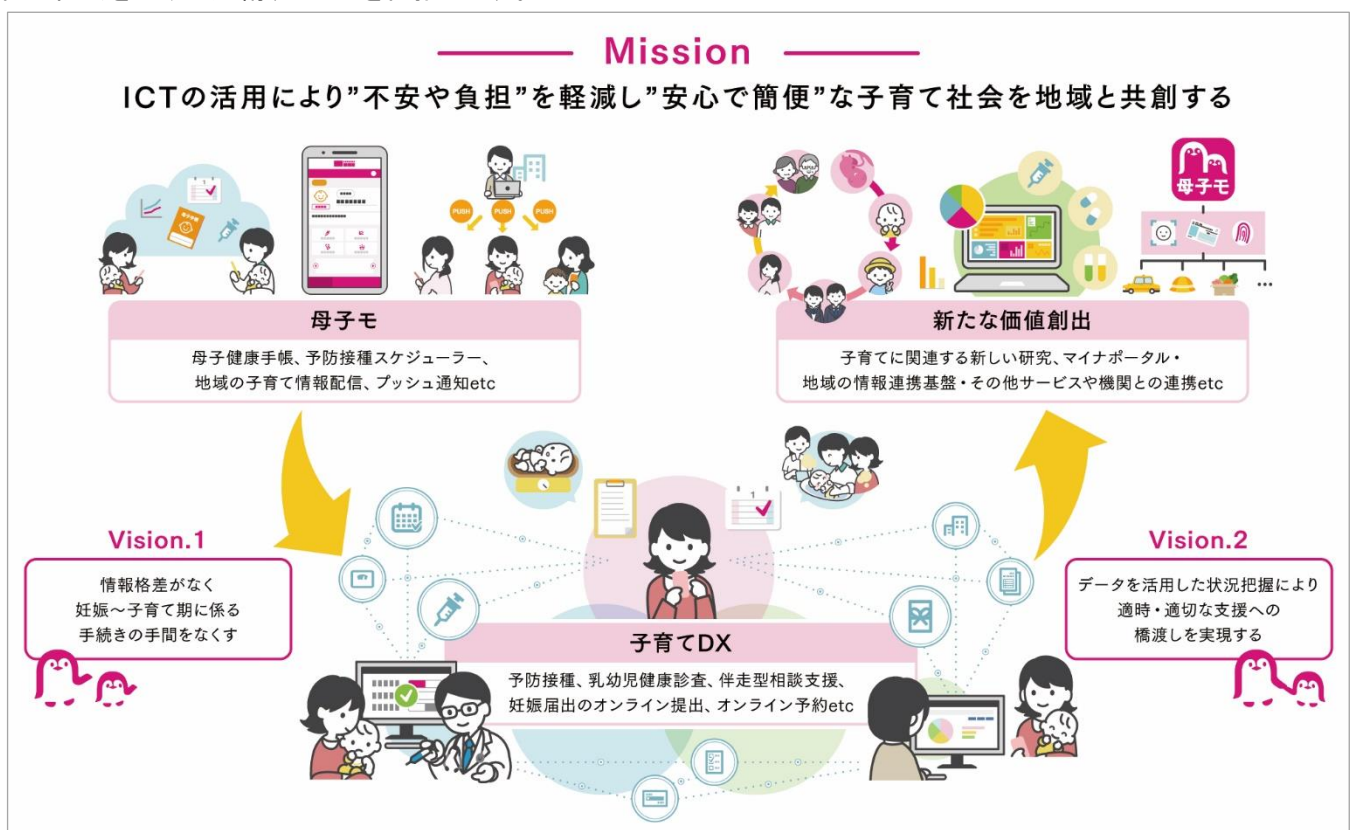 Mission
ICTの活用により”不安や負担”を軽減し”安心で簡便”な子育て社会を地域と共創する
PUSH
PUSH
PUSH
母子モ
母子モ
母子健康手帳、予防接種スケジューラー、
地域の子育て情報配信、プッシュ通知etc
新たな価値創出
子育てに関連する新しい研究、マイナポータル・
地域の情報連携基盤・その他サービスや機関との連携etc
Vision.1
情報格差がなく
妊娠～子育て期に係る
手続きの手間をなくす
1
子育てDX
予防接種、乳幼児健康診査、伴走型相談支援、
妊娠届出のオンライン提出、オンライン予約etc
Vision.2
データを活用した状況把握により
適時・適切な支援への
橋渡しを実現する